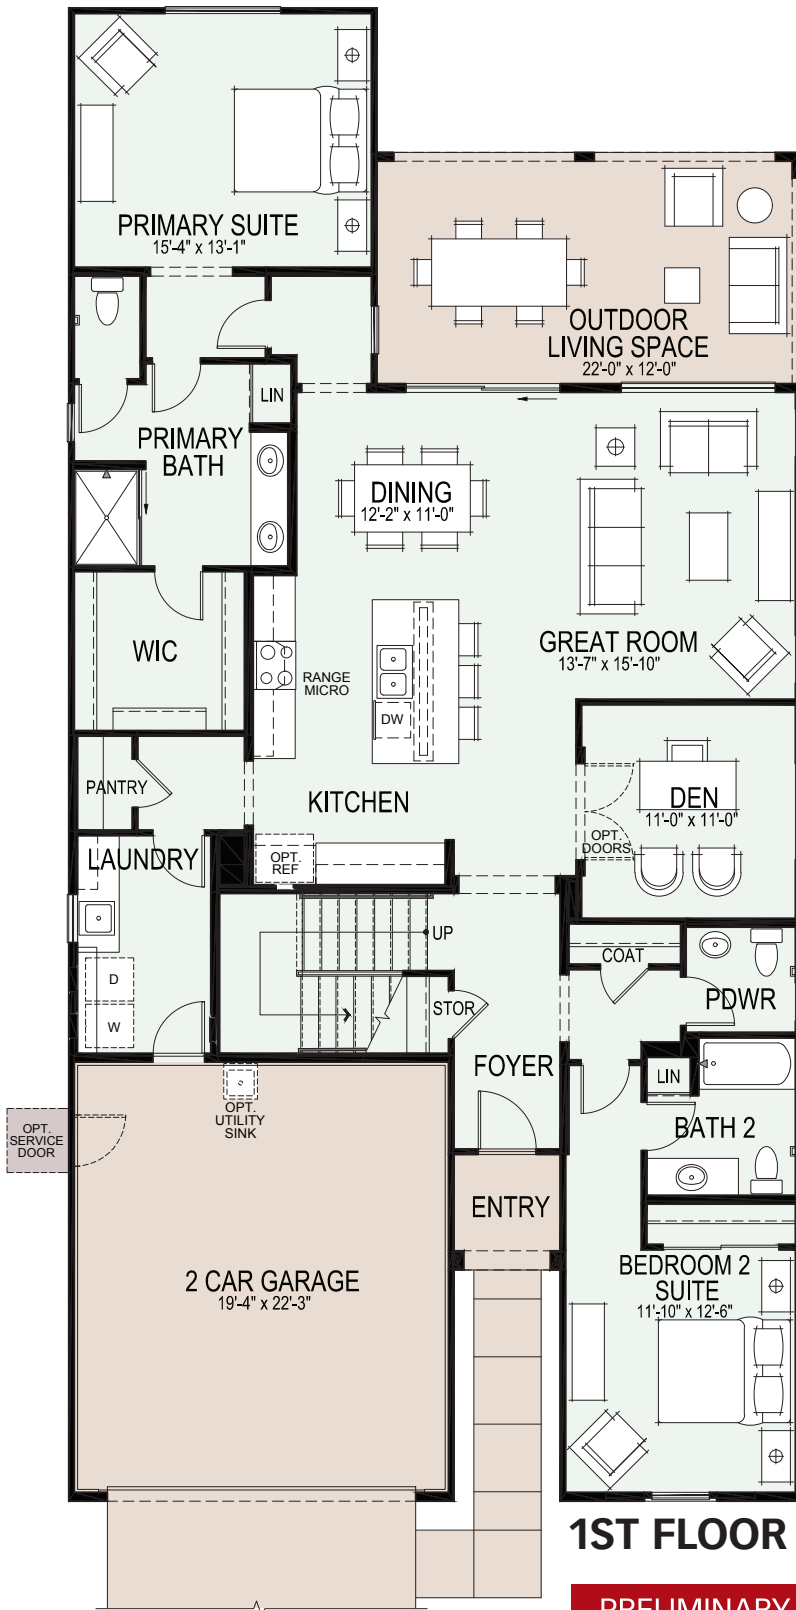 PRIMARY SUITE
15'-4" x 13'-1"
OUTDOOR
LIVING SPACE
22'-0" x 12'-0"
LIN
PRIMARY
BATH
DINING
12'-2" x 11'-0"
WIC
RANGE
MICRO
GREAT ROOM
13'-7" x 15'-10"
DW
PANTRY
KITCHEN
DEN
11'-0" x 11'-0"
OPT.
DOORS
LAUNDRY
OPT.
REF
UP
COAT
D
W
STOR
PDWR
FOYER
LIN
OPT.
UTILITY
SINK
OPT.
SERVICE
DOOR
BATH 2
ENTRY
2 CAR GARAGE
19'-4" x 22'-3"
BEDROOM 2
SUITE
11'-10" x 12'-6"
1ST FLOOR
PRELIMINARY